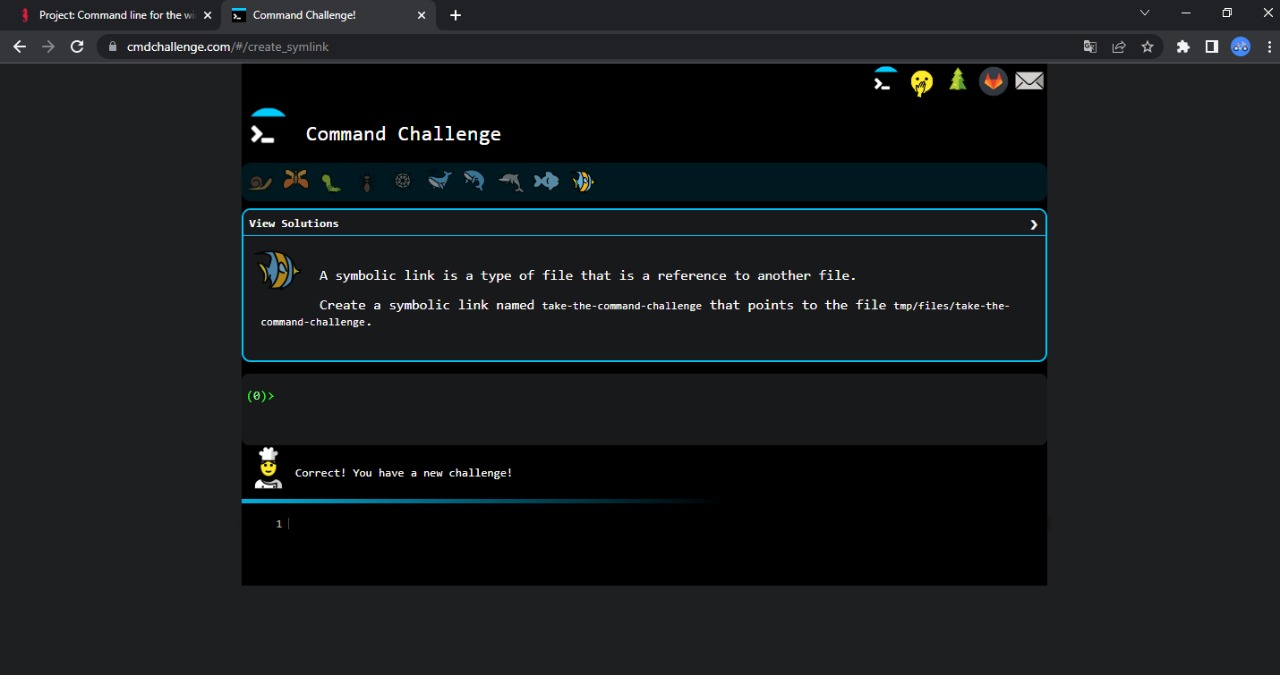 Project: Command line for the wi
Command Challenge!
cmdchallenge.com/#/create_symlink
Command Challenge
View Solutions
A symbolic link is a type of file that is a reference to another file.
Create a symbolic link named take-the-command-challenge that points to the file tmp/files/take-the-
command-challenge.
(0)>
Correct! You have a new challenge!
1